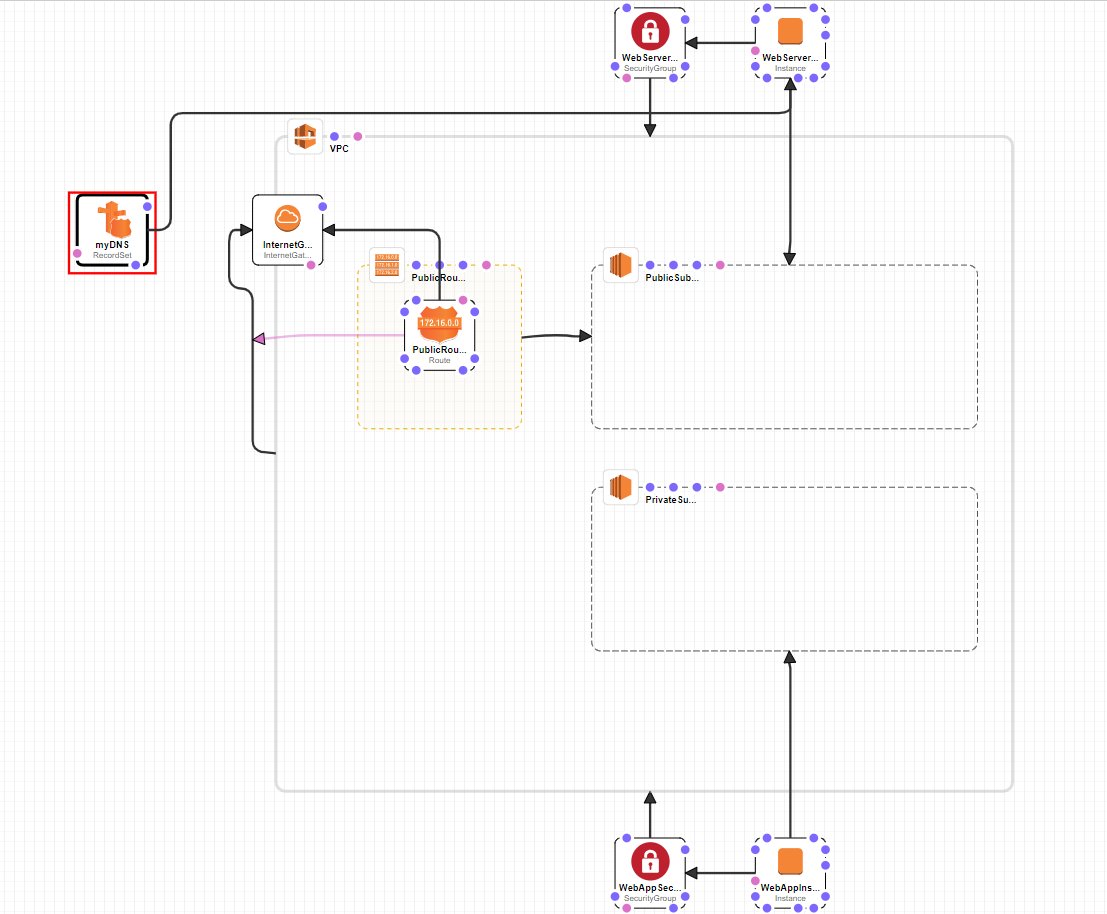 WebServer...
SecurityGroup
WebServer...
Instance
VPC
myDNS
RecordSet
InternetG...
InternetGat...
PublicRou...
172.16.0.0
PublicRou...
Route
PublicSub...
PrivateSu...
WebAppSec...
SecurityGroup
WebAppIns...
Instance